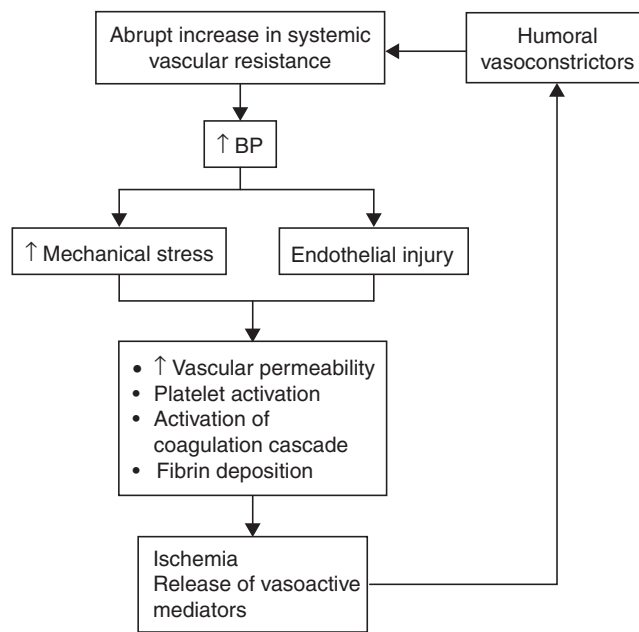 Abrupt increase in systemic
vascular resistance
Humoral
vasoconstrictors
↑ BP
↑ Mechanical stress
Endothelial injury
• ↑ Vascular permeability
• Platelet activation
• Activation of
coagulation cascade
• Fibrin deposition
Ischemia
Release of vasoactive
mediators